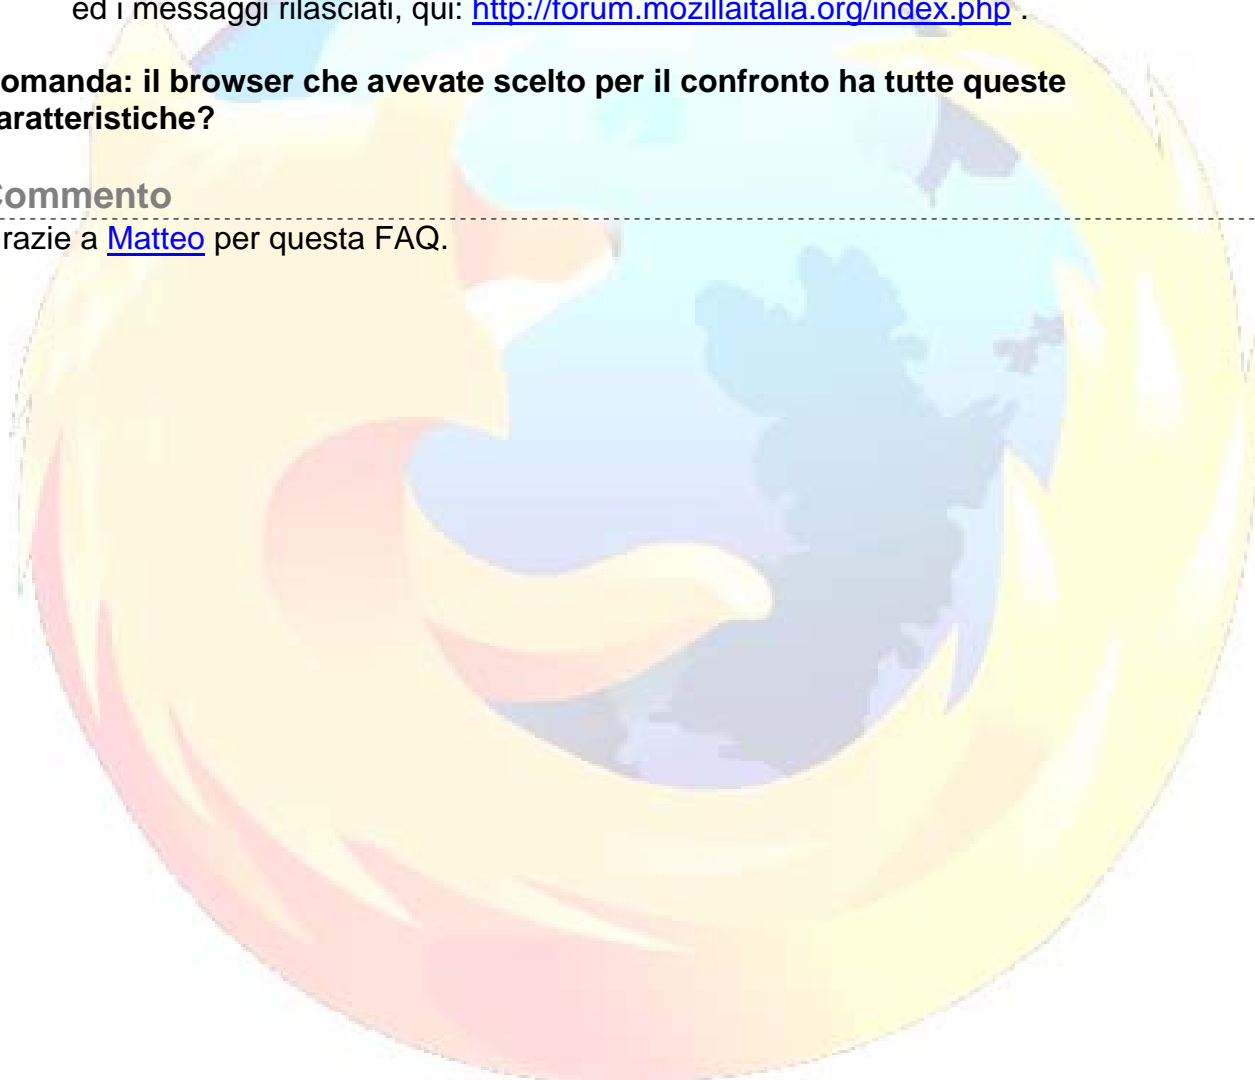 ed i messaggi rilasciati, qui: http://forum.mozillaitalia.org/index.php .
omanda: il browser che avevate scelto per il confronto ha tutte queste
aratteristiche?
Commento
razie a Matteo per questa FAQ.